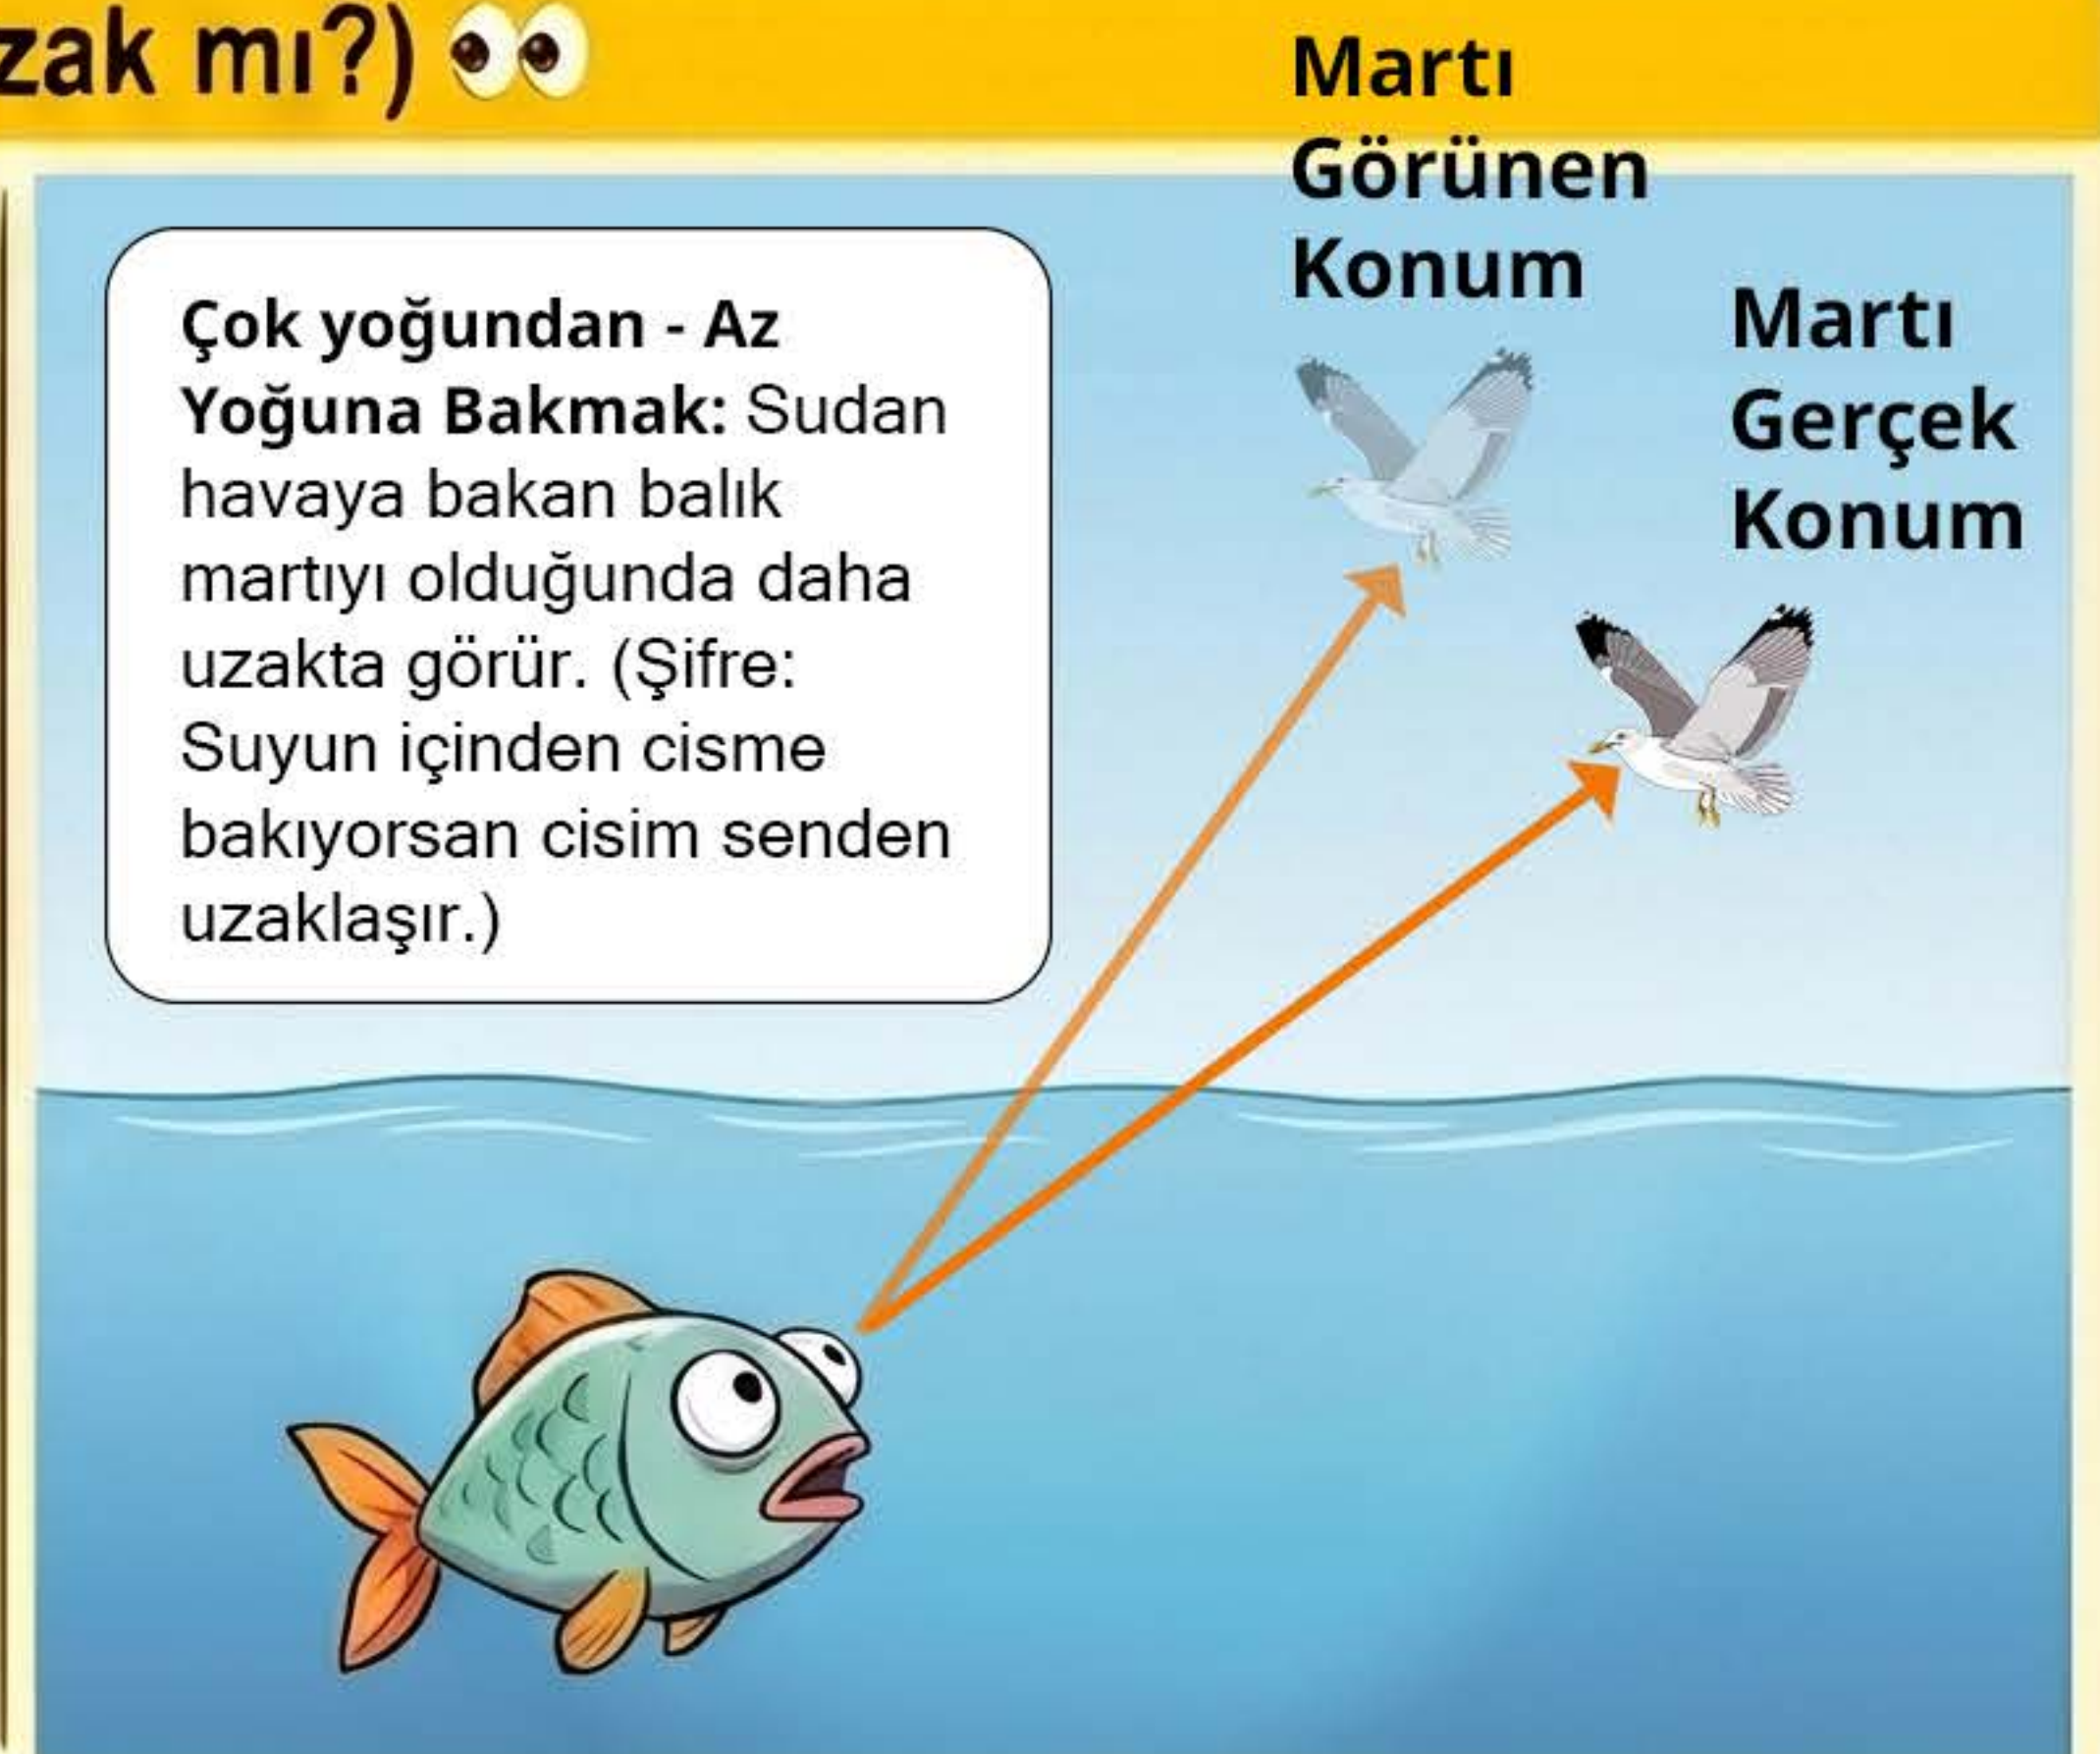 zak mı?) 👀
Martı
Görünen
Konum
Martı
Gerçek
Konum
Çok yoğundan - Az
Yoğuna Bakmak: Sudan
havaya bakan balık
martıyı olduğunda daha
uzakta görür. (Şifre:
Suyun içinden cisme
bakıyorsan cisim senden
uzaklaşır.)